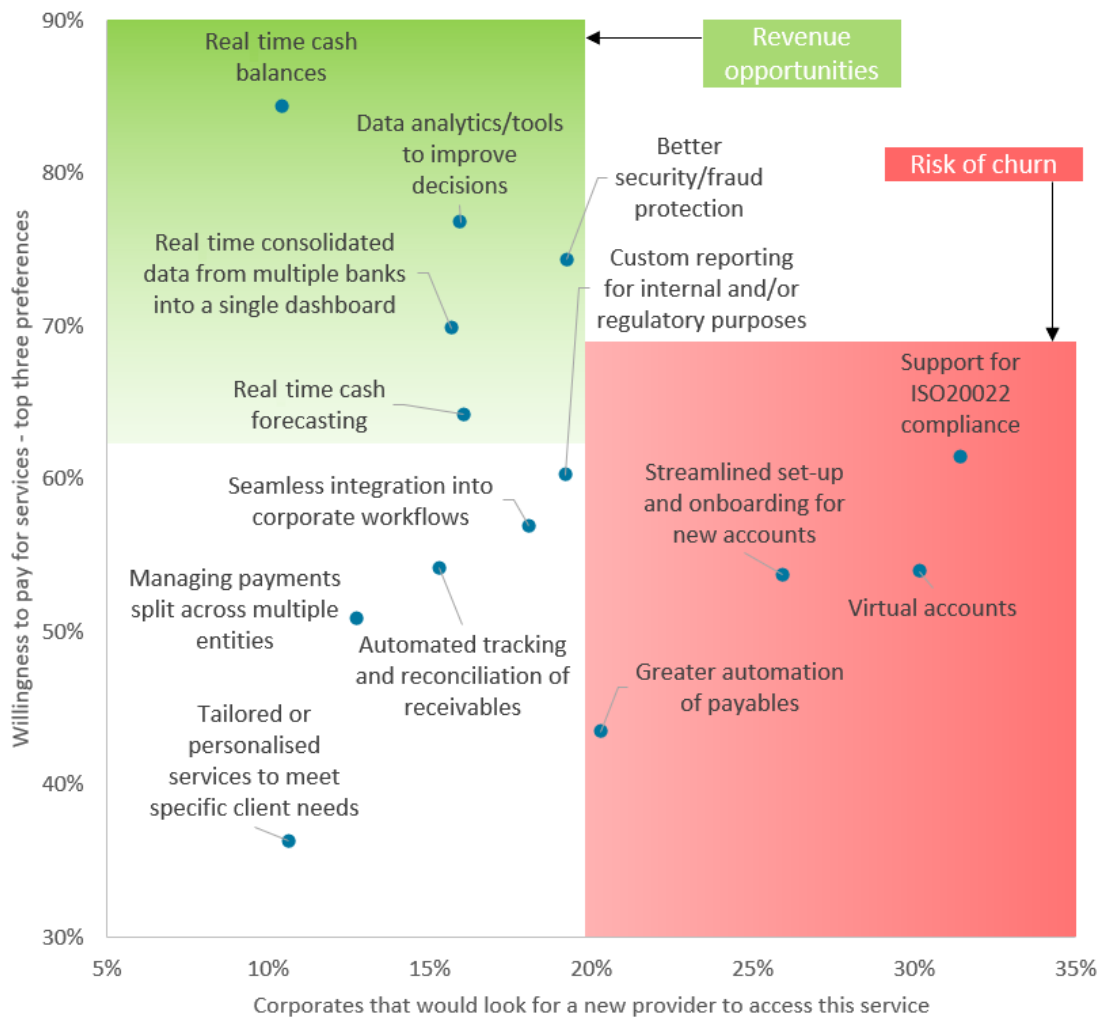 90%
80%
70%
60%
50%
40%
30%
Willingness to pay for services - top three preferences
Real time cash
balances
Data analytics/tools
to improve
decisions
Real time consolidated
data from multiple banks
into a single dashboard
Real time cash
forecasting
Revenue
opportunities
Better
security/fraud
protection
Risk of churn
Custom reporting
for internal and/or
regulatory purposes
Support for
ISO20022
compliance
Seamless integration into
corporate workflows
Streamlined set-up
and onboarding for
new accounts
Managing payments
split across multiple
entities
Virtual accounts
Automated tracking
and reconciliation of
receivables
Greater automation
of payables
Tailored or
personalised
services to meet
specific client needs
5%
10%
15%
20%
25%
30%
35%
Corporates that would look for a new provider to access this service